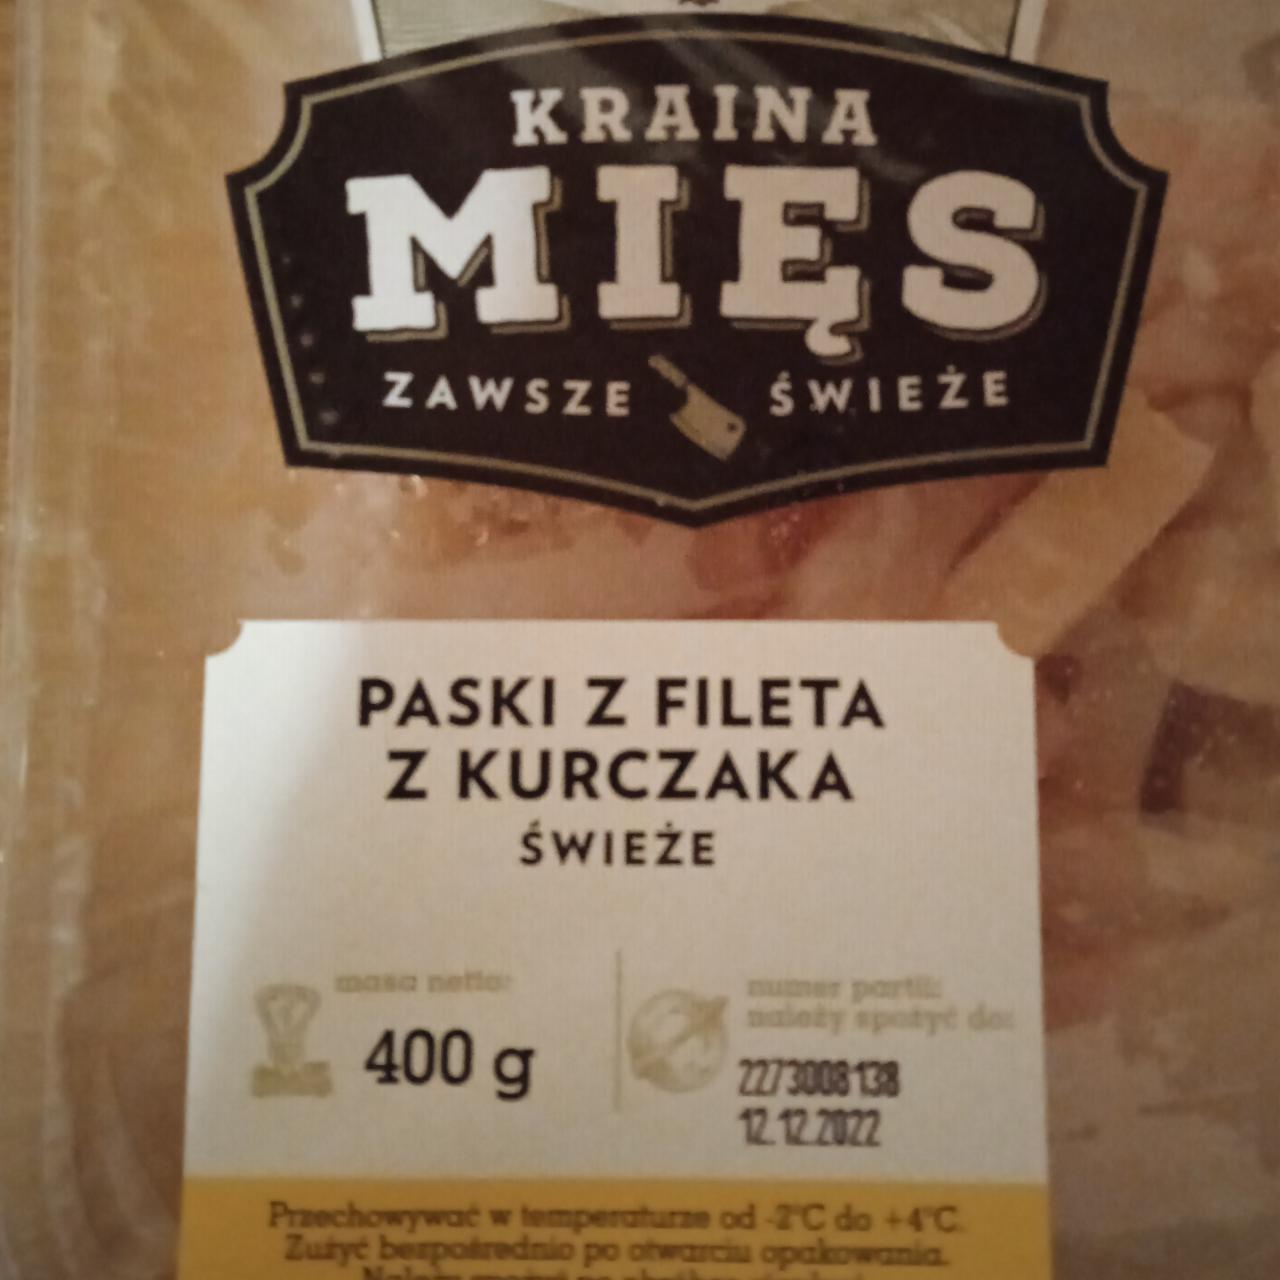 KRAINA
MIĘS
ZAWSZE ŚWIEŻE
PASKI Z FILETA
Z KURCZAKA
ŚWIEŻE
masa netto:
400 g
numer partii:
należy spożyć do:
2273008138
12.12.2022
Przechowywać w temperaturze od -2°C do +4°C.
Zużyć bezpośrednio po otwarciu opakowania.